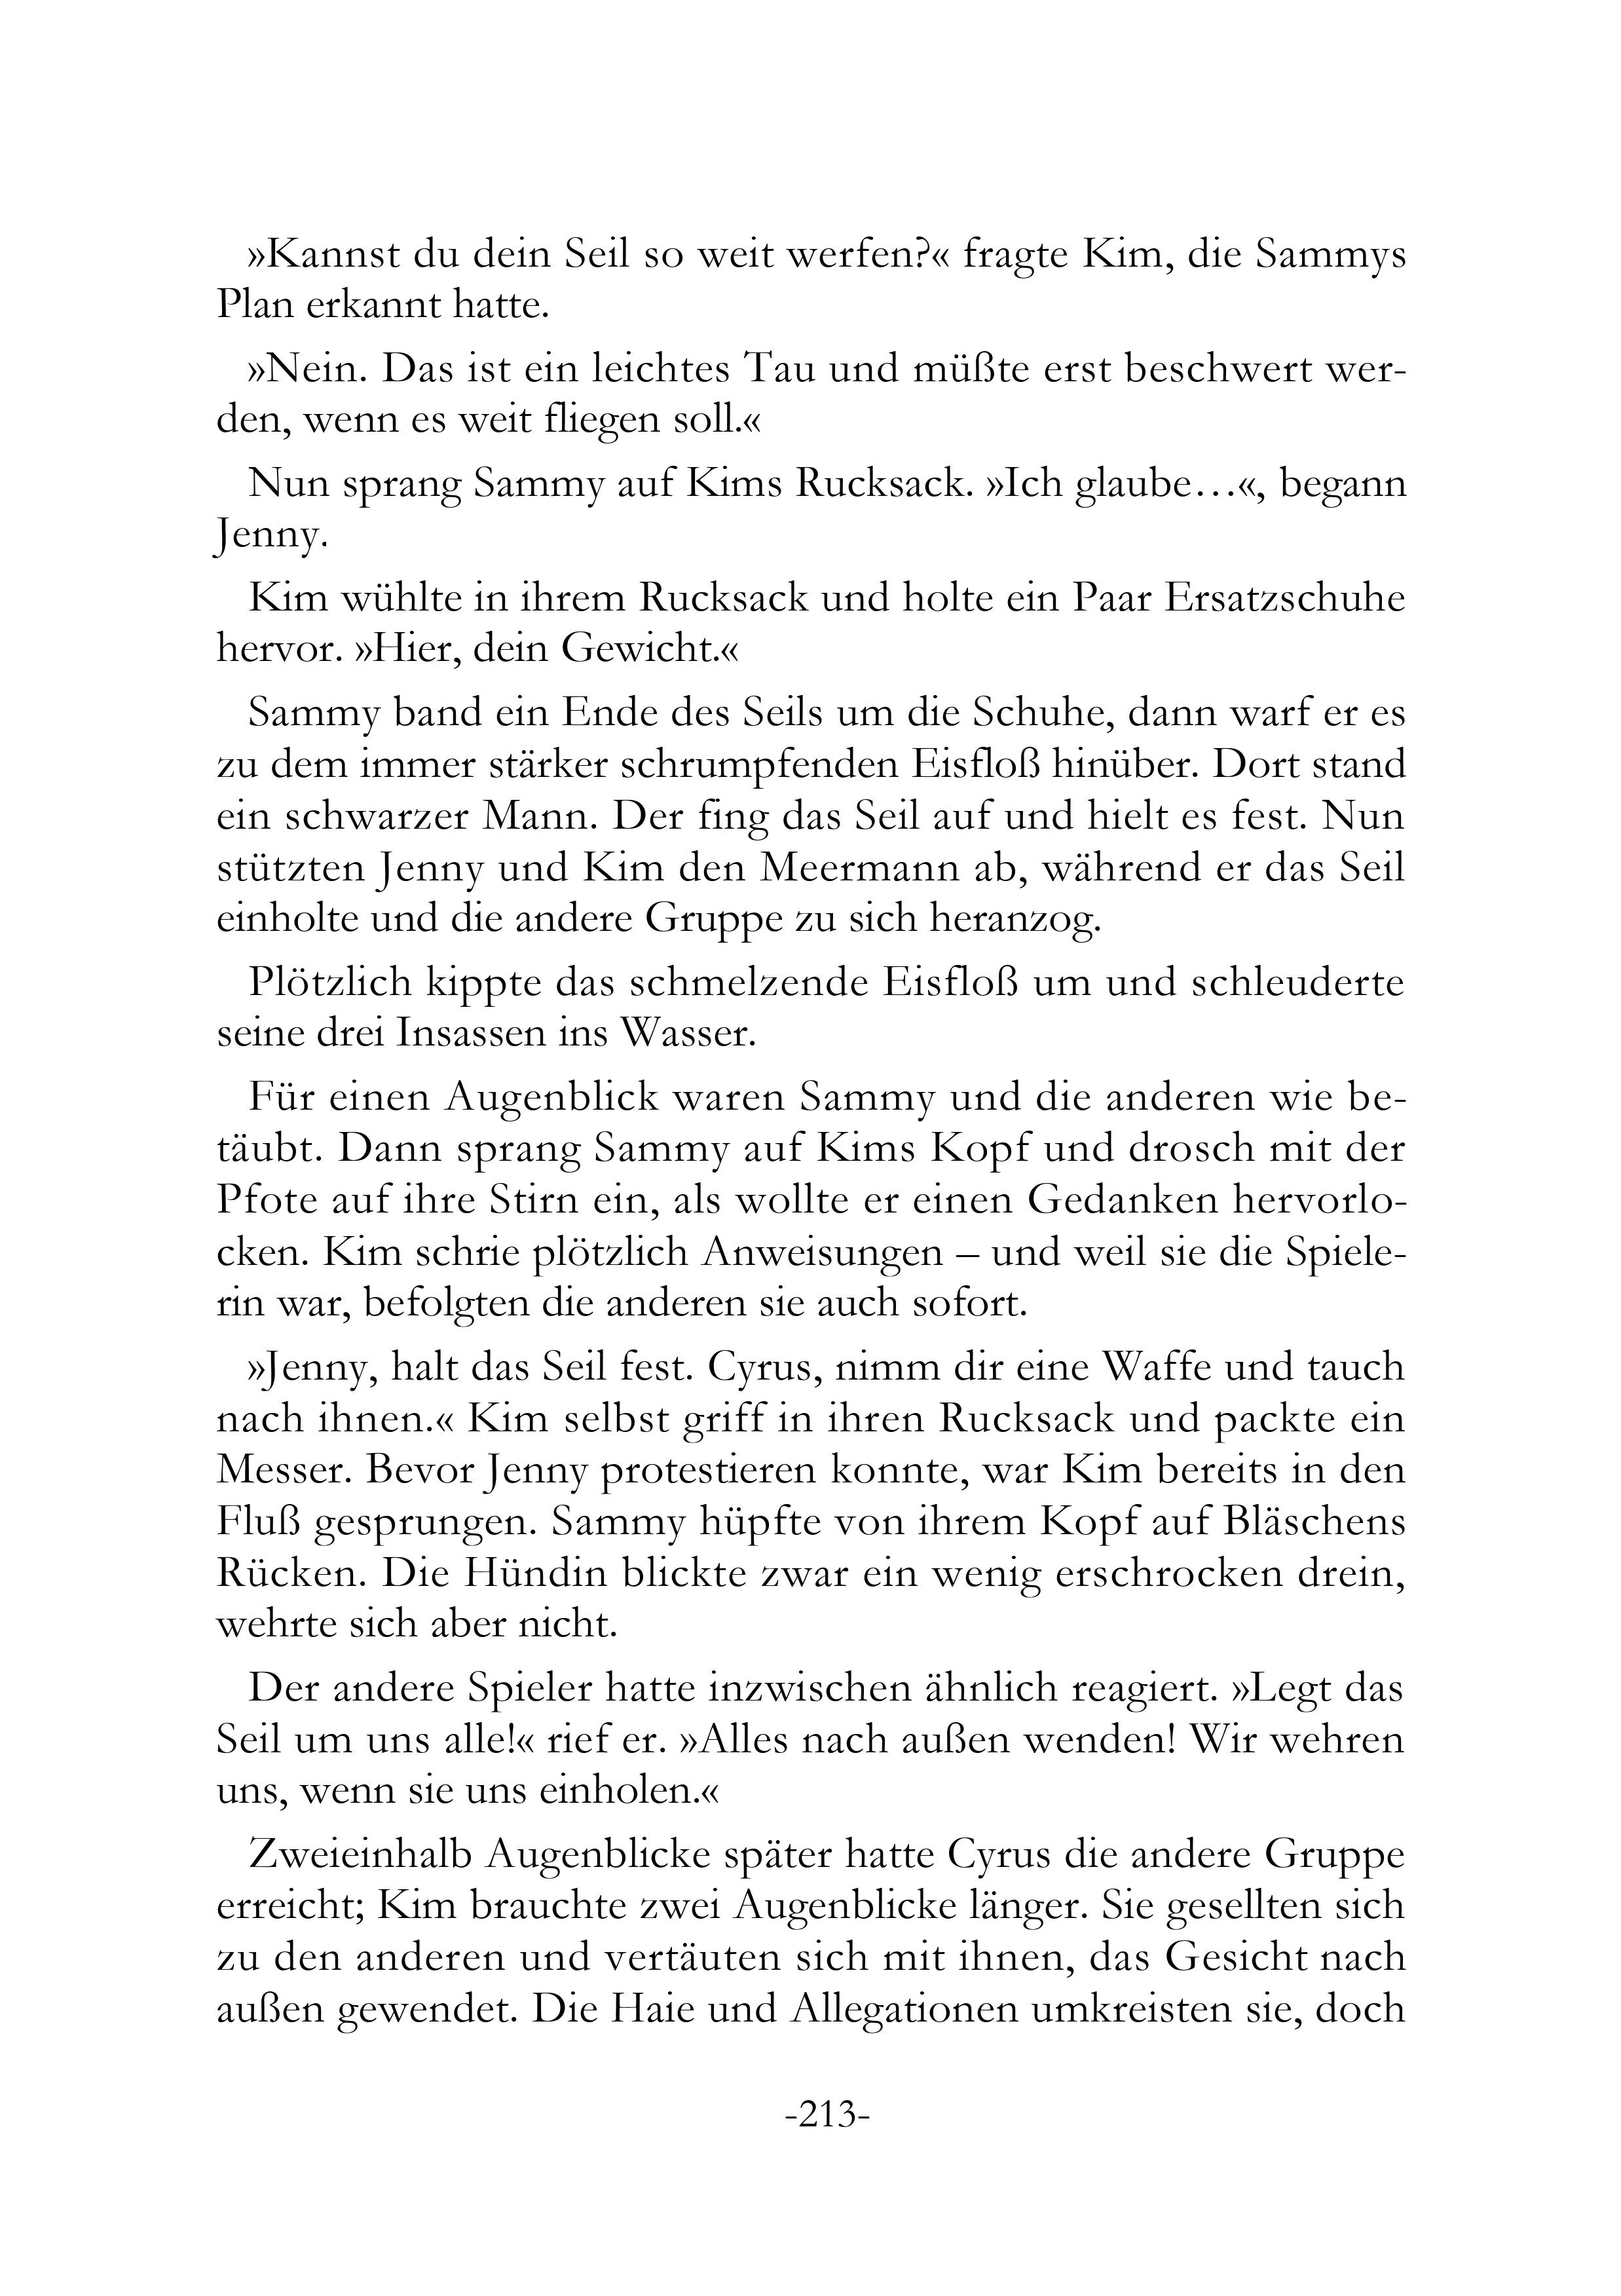 »Kannst du dein Seil so weit werfen?« fragte Kim, die Sammys
Plan erkannt hatte.
»Nein. Das ist ein leichtes Tau und müßte erst beschwert wer-
den, wenn es weit fliegen soll.«
Nun sprang Sammy auf Kims Rucksack. »Ich glaube…«, begann
Jenny.
Kim wühlte in ihrem Rucksack und holte ein Paar Ersatzschuhe
hervor. »Hier, dein Gewicht.«
Sammy band ein Ende des Seils um die Schuhe, dann warf er es
zu dem immer stärker schrumpfenden Eisfloß hinüber. Dort stand
ein schwarzer Mann. Der fing das Seil auf und hielt es fest. Nun
stützten Jenny und Kim den Meermann ab, während er das Seil
einholte und die andere Gruppe zu sich heranzog.
Plötzlich kippte das schmelzende Eisfloß um und schleuderte
seine drei Insassen ins Wasser.
Für einen Augenblick waren Sammy und die anderen wie be-
täubt. Dann sprang Sammy auf Kims Kopf und drosch mit der
Pfote auf ihre Stirn ein, als wollte er einen Gedanken hervorlo-
cken. Kim schrie plötzlich Anweisungen – und weil sie die Spiele-
rin war, befolgten die anderen sie auch sofort.
»Jenny, halt das Seil fest. Cyrus, nimm dir eine Waffe und tauch
nach ihnen.« Kim selbst griff in ihren Rucksack und packte ein
Messer. Bevor Jenny protestieren konnte, war Kim bereits in den
Fluß gesprungen. Sammy hüpfte von ihrem Kopf auf Bläschens
Rücken. Die Hündin blickte zwar ein wenig erschrocken drein,
wehrte sich aber nicht.
Der andere Spieler hatte inzwischen ähnlich reagiert. »Legt das
Seil um uns alle!« rief er. »Alles nach außen wenden! Wir wehren
uns, wenn sie uns einholen.«
Zweieinhalb Augenblicke später hatte Cyrus die andere Gruppe
erreicht; Kim brauchte zwei Augenblicke länger. Sie gesellten sich
zu den anderen und vertäuten sich mit ihnen, das Gesicht nach
außen gewendet. Die Haie und Allegationen umkreisten sie, doch
-213-